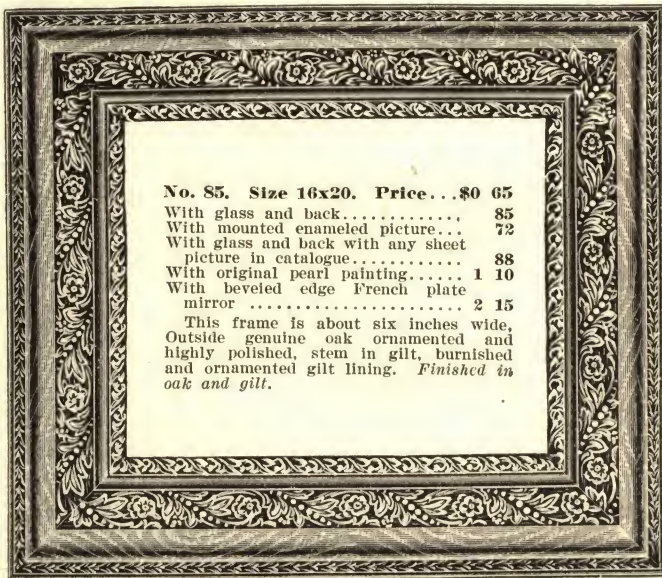 No. 85. Size 16x20. Price...$0 65
With glass and back............. 85
With mounted enameled picture... 72
With glass and back with any sheet
picture in catalogue............ 88
With original pearl painting...... 1 10
With beveled edge French plate
mirror ....................... 2 15
This frame is about six inches wide,
Outside genuine oak ornamented and
highly polished, stem in gilt, burnished
and ornamented gilt lining. Finished in
oak and gilt.